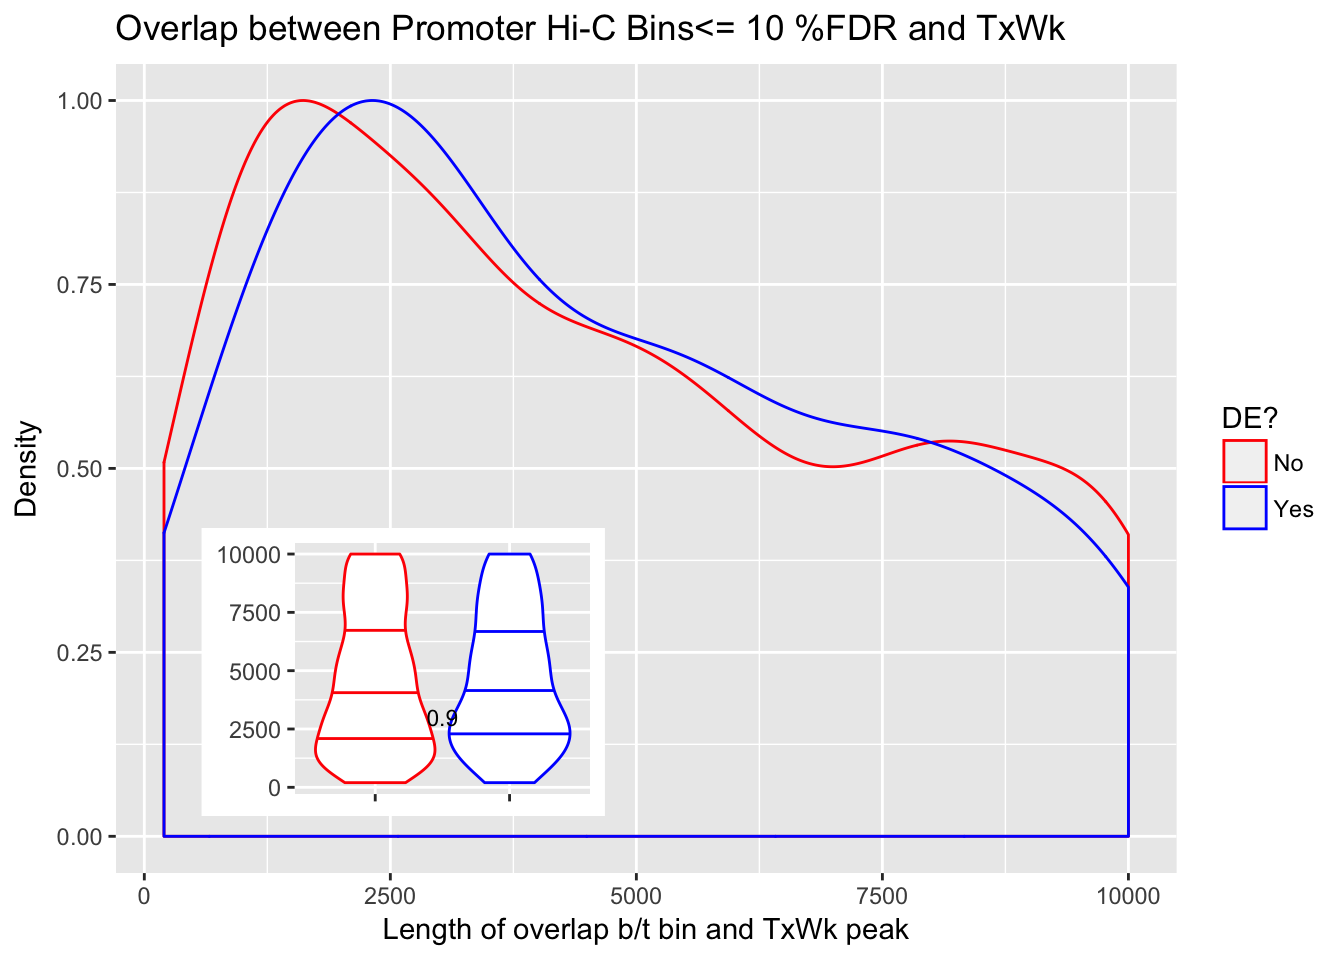 Overlap between Promoter Hi-C Bins<= 10 %FDR and TxWk
1.00
0.75
0.50
0.25
0.00
Density
10000
7500
5000
2500
0
0.9
0 2500 5000 7500 10000
Length of overlap b/t bin and TxWk peak
DE?
No
Yes